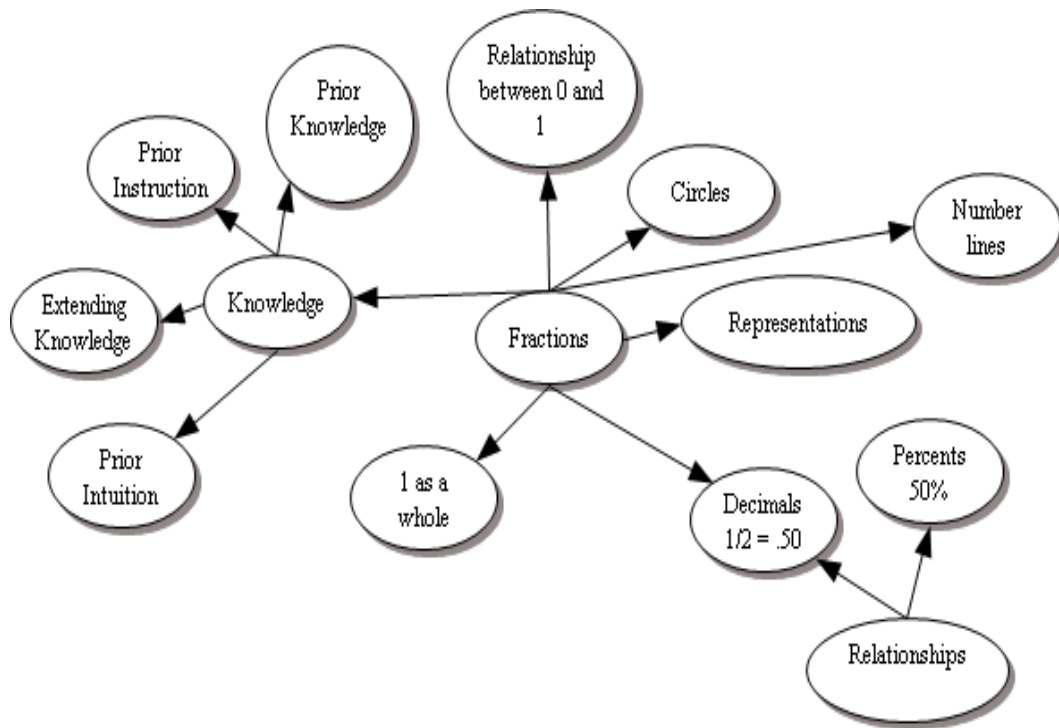 Relationship
between 0 and
1
Prior
Knowledge
Prior
Instruction
Circles
Number
lines
Extending
Knowledge
Knowledge
Fractions
Representations
Prior
Intuition
1 as a
whole
Decimals
1/2 = .50
Percents
50%
Relationships